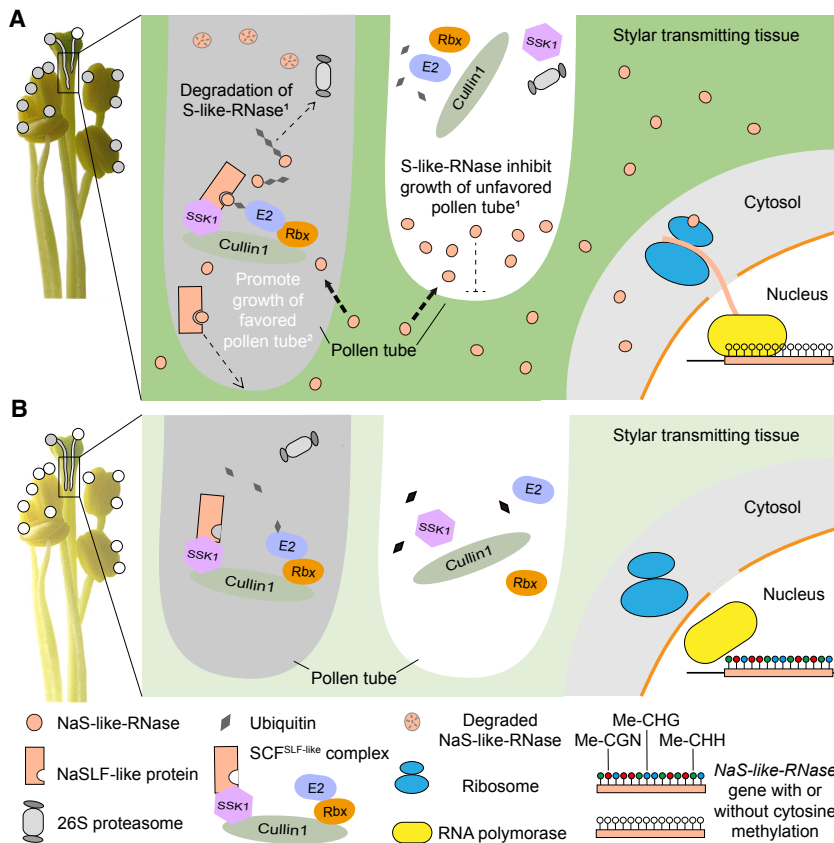 A
Rbx
E2
SSK1
Cullin1
Stylar transmitting tissue
Degradation of
S-like-RNase¹
S-like-RNase inhibit
growth of unfavored
pollen tube¹
SSK1
E2
Rbx
Cullin1
Cytosol
Promote
growth of
favored
pollen tube²
Nucleus
Pollen tube
B
Stylar transmitting tissue
E2
SSK1
SSK1
E2
Cullin1
Rbx
Cullin1
Rbx
Cytosol
Nucleus
Pollen tube
NaS-like-RNase
Ubiquitin
Degraded
NaS-like-RNase
Me-CHG
Me-CGN
Me-CHH
NaSLF-like protein
SCF^SLF-like complex
SSK1
E2
Rbx
Cullin1
Ribosome
NaS-like-RNase
gene with or
without cytosine
methylation
26S proteasome
RNA polymorase